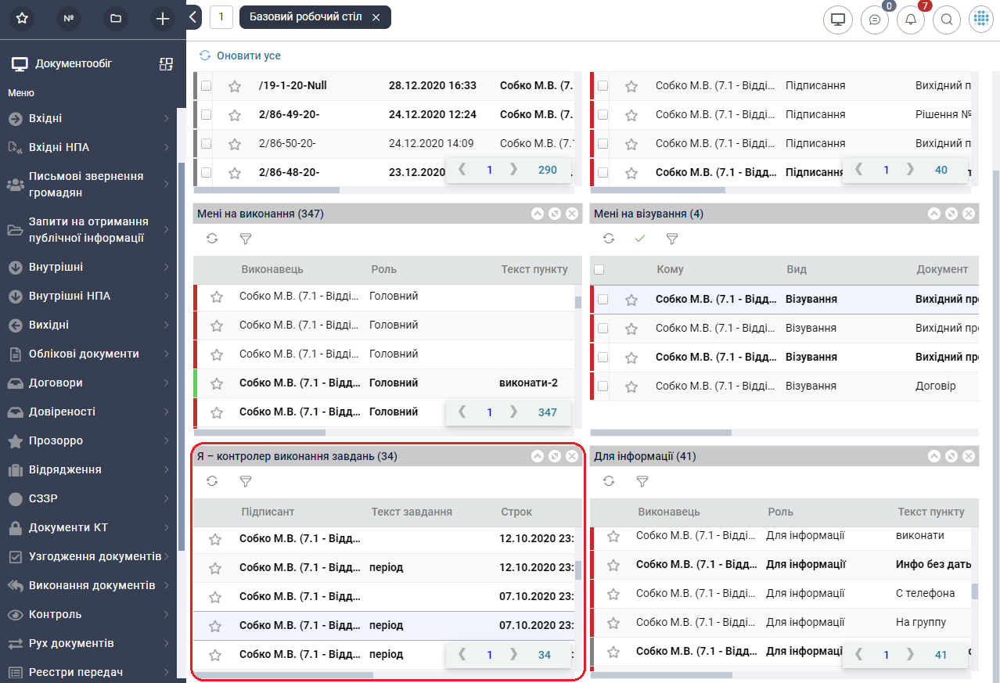 №
1
Базовий робочий стіл
0
7
Документообіг
Меню
Вхідні
Вхідні НПА
Письмові звернення
громадян
Запити на отримання
публічної інформації
Внутрішні
Внутрішні НПА
Вихідні
Облікові документи
Договори
Довіреності
Прозорро
Відрядження
СЗЗР
Документи КТ
Узгодження документів
Виконання документів
Контроль
Рух документів
Реєстри передач
Оновити усе
/19-1-20-Null 28.12.2020 16:33 Собко М.В. (7.
2/86-49-20- 24.12.2020 12:24 Собко М.В. (7.
2/86-50-20- 24.12.2020 14:09 Собко М.В. (7.
2/86-48-20- 23.12.2020
1 290
Собко М.В. (7.1 - Відді... Підписання Вихідний п
Собко М.В. (7.1 - Відді... Підписання Рішення №
Собко М.В. (7.1 - Відді... Підписання Вихідний п
Собко М.В. (7.1 - Відд... Підписання
1 40
Мені на виконання (347)
Виконавець Роль Текст пункту
Собко М.В. (7.1 - Відді... Головний
Собко М.В. (7.1 - Відді... Головний
Собко М.В. (7.1 - Відді... Головний
Собко М.В. (7.1 - Відд... Головний виконати-2
Собко М.В. (7.1 - Відд... Головний
1 347
Мені на візування (4)
Кому Вид Документ
Собко М.В. (7.1 - Відд... Візування Вихідний про
Собко М.В. (7.1 - Відді... Візування Вихідний про
Собко М.В. (7.1 - Відд... Візування Вихідний про
Собко М.В. (7.1 - Відді... Візування Договір
Я – контролер виконання завдань (34)
Підписант Текст завдання Строк
Собко М.В. (7.1 - Відд... 12.10.2020 23:
Собко М.В. (7.1 - Відд... період 12.10.2020 23:
Собко М.В. (7.1 - Відд... 07.10.2020 23:
Собко М.В. (7.1 - Відд... період 07.10.2020 23:
Собко М.В. (7.1 - Відд... період
1 34
Для інформації (41)
Виконавець Роль Текст пункту
Собко М.В. (7.1 - Відді... Для інформації виконати
Собко М.В. (7.1 - Відд... Для інформації Инфо без даты
Собко М.В. (7.1 - Відді... Для інформації С телефона
Собко М.В. (7.1 - Відді... Для інформації На группу
Собко М.В. (7.1 - Відд... Для інформації
1 41